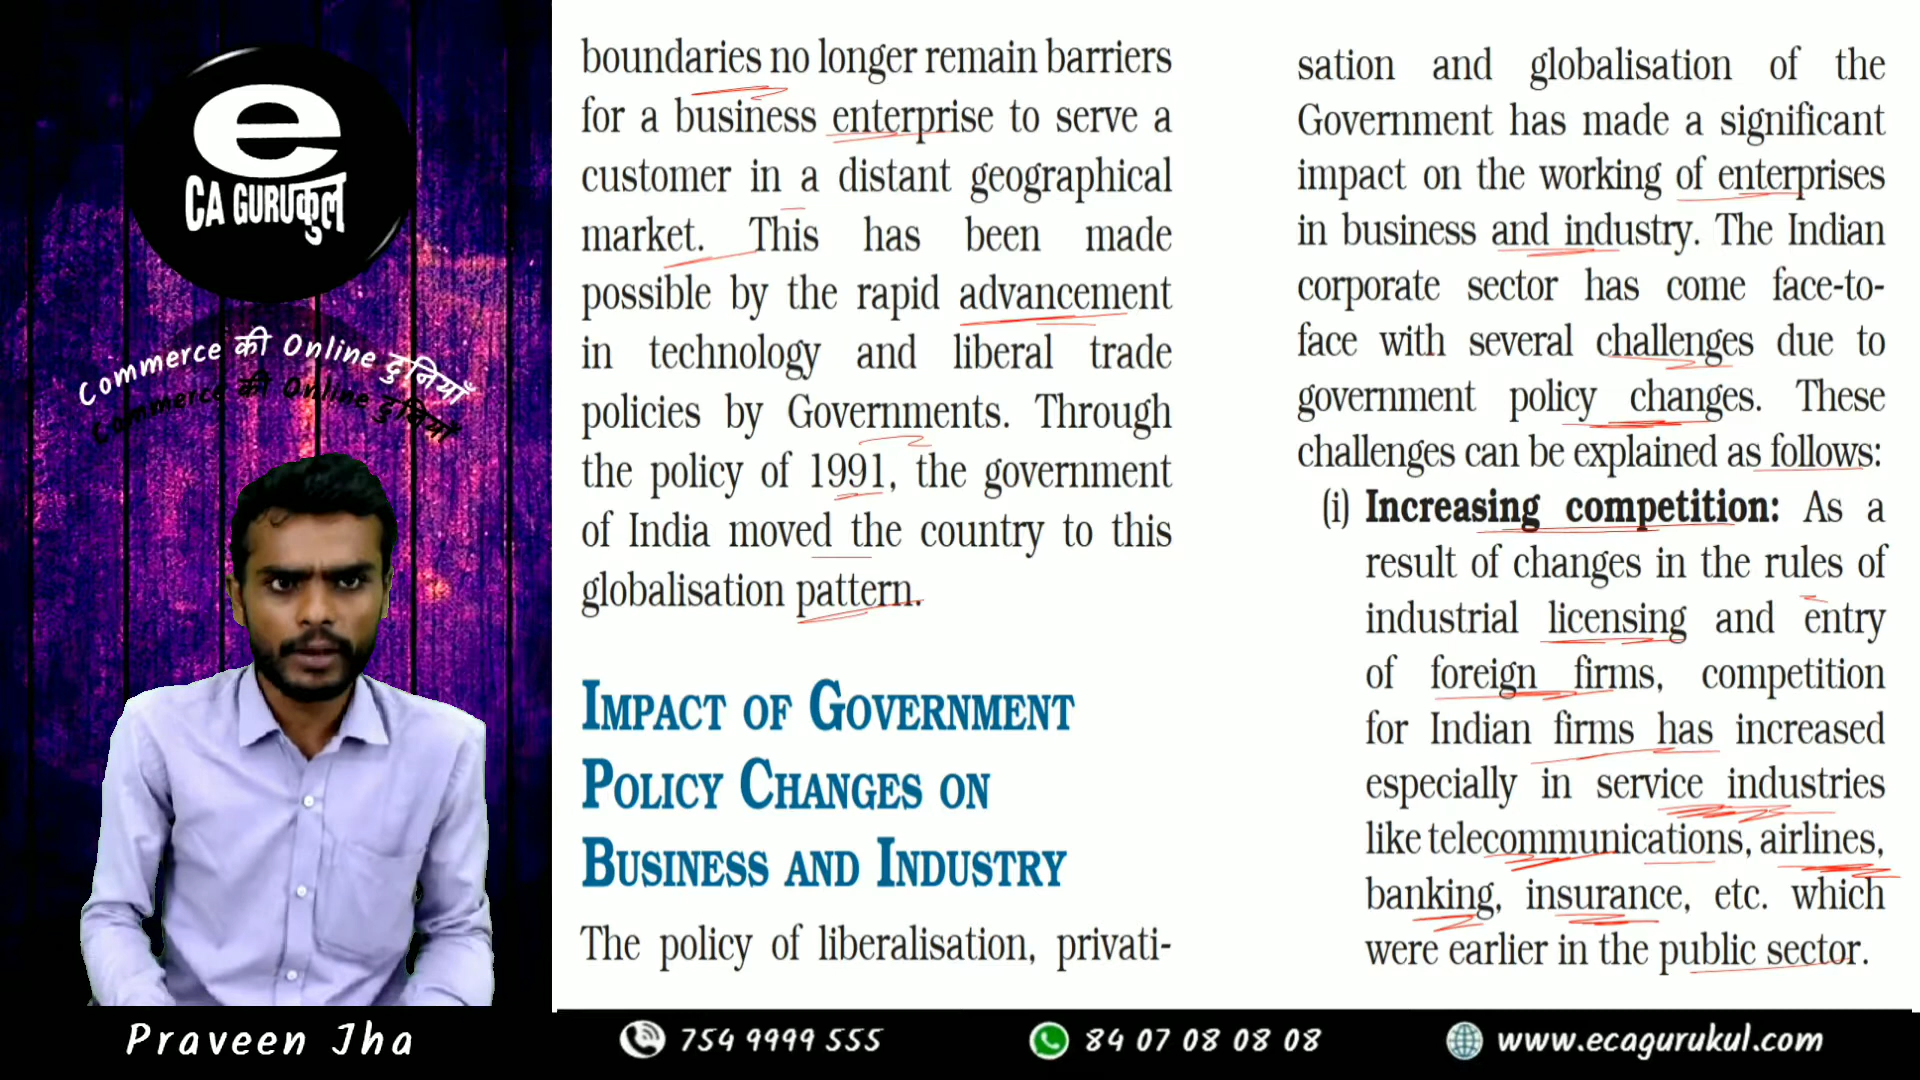 e
CA GURUकुल
Commerce की Online दुनियाँ
Commerce की Online दुनियाँ
boundaries no longer remain barriers
for a business enterprise to serve a
customer in a distant geographical
market. This has been made
possible by the rapid advancement
in technology and liberal trade
policies by Governments. Through
the policy of 1991, the government
of India moved the country to this
globalisation pattern.
IMPACT OF GOVERNMENT
POLICY CHANGES ON
BUSINESS AND INDUSTRY
The policy of liberalisation, privati-
sation and globalisation of the
Government has made a significant
impact on the working of enterprises
in business and industry. The Indian
corporate sector has come face-to-
face with several challenges due to
government policy changes. These
challenges can be explained as follows:
(i) Increasing competition: As a
result of changes in the rules of
industrial licensing and entry
of foreign firms, competition
for Indian firms has increased
especially in service industries
like telecommunications, airlines,
banking, insurance, etc. which
were earlier in the public sector.
Praveen Jha
754 9999 555
84 07 08 08 08
www.ecagurukul.com